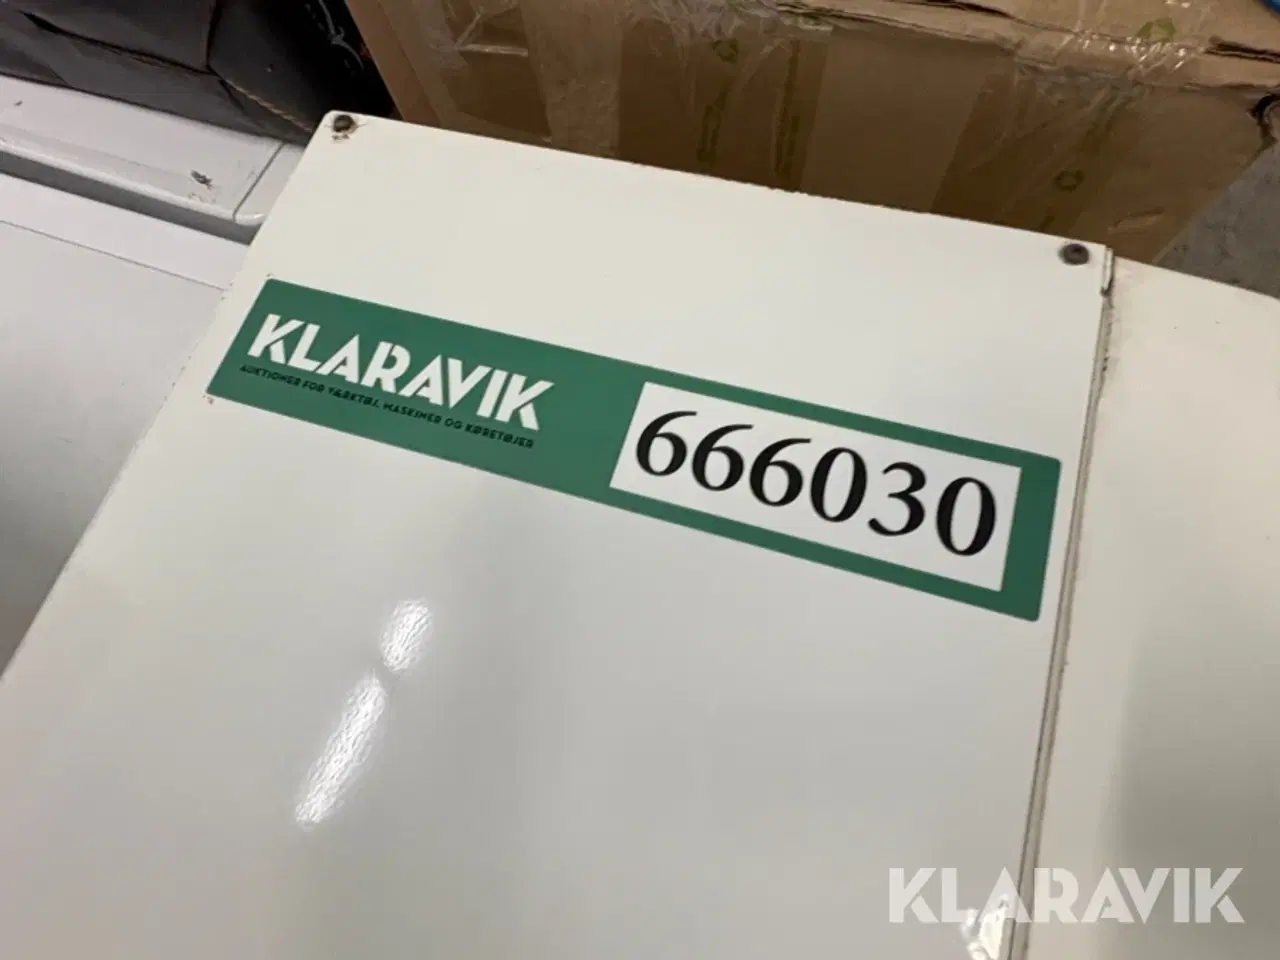 KLARAVIK
AUKTIONER FOR VÆRKTØJ, MASKINER OG KØRETØJER
666030
KLARAVIK